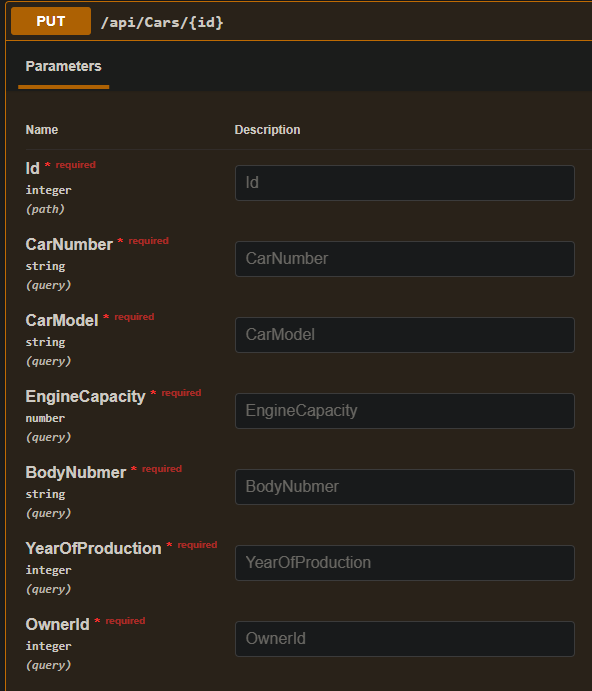 PUT /api/Cars/{id}
Parameters
Name Description
Id * required Id
integer
(path)
CarNumber * required CarNumber
string
(query)
CarModel * required CarModel
string
(query)
EngineCapacity * required EngineCapacity
number
(query)
BodyNubmer * required BodyNubmer
string
(query)
YearOfProduction * required YearOfProduction
integer
(query)
OwnerId * required OwnerId
integer
(query)